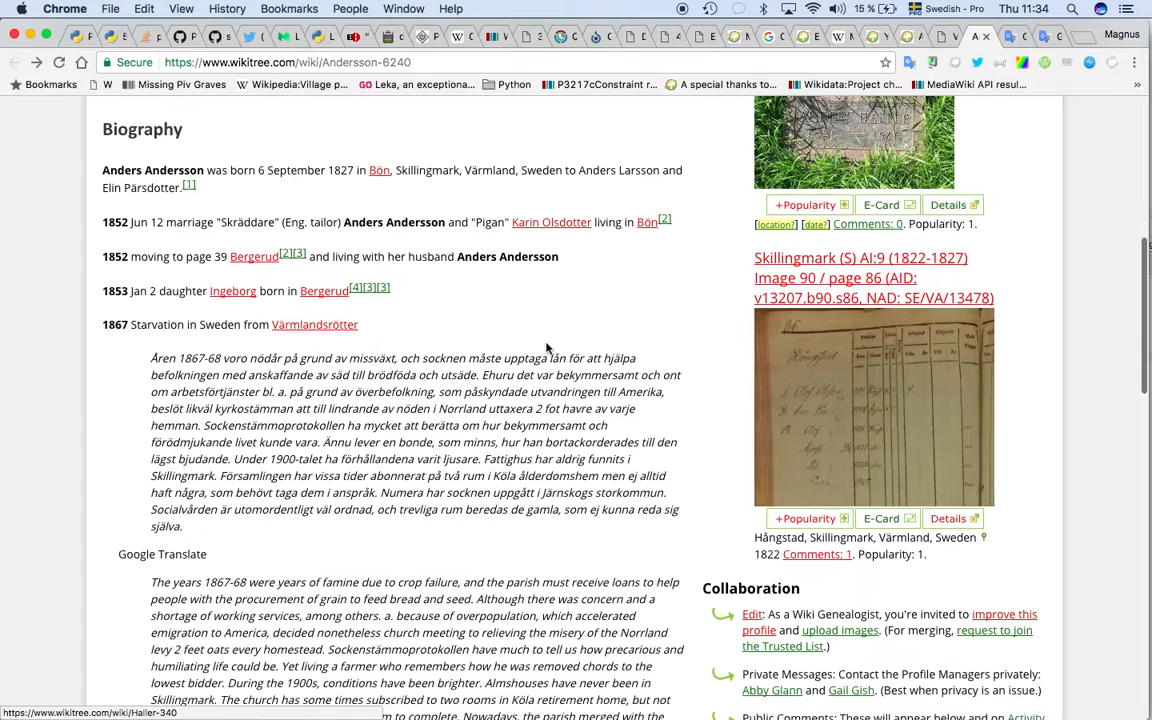 Chrome File Edit View History Bookmarks People Window Help 15 % Swedish - Pro Thu 11:34
A Magnus
Secure https://www.wikitree.com/wiki/Andersson-6240
Bookmarks Missing Piv Graves Wikipedia:Village p... Leka, an exceptiona... Python P3217cConstraint r... A special thanks to... Wikidata:Project ch... MediaWiki API resul... »
Biography
Anders Andersson was born 6 September 1827 in Bön, Skillingmark, Värmland, Sweden to Anders Larsson and
Elin Pärsdotter.[1]
1852 Jun 12 marriage "Skräddare" (Eng. tailor) Anders Andersson and "Pigan" Karin Olsdotter living in Bön[2]
1852 moving to page 39 Bergerud[2][3] and living with her husband Anders Andersson
1853 Jan 2 daughter Ingeborg born in Bergerud[4][3][3]
1867 Starvation in Sweden from Värmlandsrötter
Åren 1867-68 voro nödår på grund av missväxt, och socknen måste upptaga lån för att hjälpa
befolkningen med anskaffande av säd till brödföda och utsäde. Ehuru det var bekymmersamt och ont
om arbetsförtjänster bl. a. på grund av överbefolkning, som påskyndade utvandringen till Amerika,
beslöt likväl kyrkostämman att till lindrande av nöden i Norrland uttaxera 2 fot havre av varje
hemman. Sockenstämmoprotokollen ha mycket att berätta om hur bekymmersamt och
förödmjukande livet kunde vara. Ännu lever en bonde, som minns, hur han bortackorderades till den
lägst bjudande. Under 1900-talet ha förhållandena varit ljusare. Fattighus har aldrig funnits i
Skillingmark. Församlingen har vissa tider abonnerat på två rum i Köla ålderdomshem men ej alltid
haft några, som behövt taga dem i anspråk. Numera har socknen uppgått i Järnskogs storkommun.
Socialvården är utomordentligt väl ordnad, och trevliga rum beredas de gamla, som ej kunna reda sig
själva.
Google Translate
The years 1867-68 were years of famine due to crop failure, and the parish must receive loans to help
people with the procurement of grain to feed bread and seed. Although there was concern and a
shortage of working services, among others. a. because of overpopulation, which accelerated
emigration to America, decided nonetheless church meeting to relieving the misery of the Norrland
levy 2 feet oats every homestead. Sockenstämmoprotokollen have much to tell us how precarious and
humiliating life could be. Yet living a farmer who remembers how he was removed chords to the
lowest bidder. During the 1900s, conditions have been brighter. Almshouses have never been in
Skillingmark. The church has some times subscribed to two rooms in Köla retirement home, but not
to complete. Nowadays, the parish merged with the
https://www.wikitree.com/wiki/Haller-340
+Popularity E-Card Details
[location?] [date?] Comments: 0. Popularity: 1.
Skillingmark (S) AI:9 (1822-1827)
Image 90 / page 86 (AID:
v13207.b90.s86, NAD: SE/VA/13478)
+Popularity E-Card Details
Hångstad, Skillingmark, Värmland, Sweden
1822 Comments: 1. Popularity: 1.
Collaboration
Edit: As a Wiki Genealogist, you're invited to improve this
profile and upload images. (For merging, request to join
the Trusted List.)
Private Messages: Contact the Profile Managers privately:
Abby Glann and Gail Gish. (Best when privacy is an issue.)
Public Comments: These will appear below and on Activity